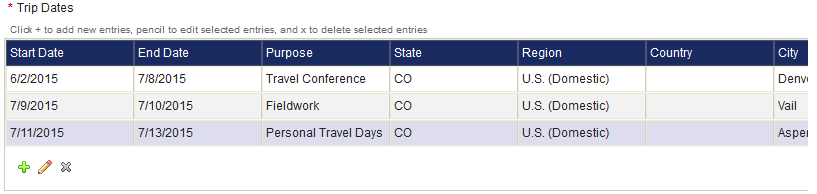 * Trip Dates
Click + to add new entries, pencil to edit selected entries, and x to delete selected entries
Start Date End Date Purpose State Region Country City
6/2/2015 7/8/2015 Travel Conference CO U.S. (Domestic)
7/9/2015 7/10/2015 Fieldwork CO U.S. (Domestic) Vail
7/11/2015 7/13/2015 Personal Travel Days CO U.S. (Domestic)